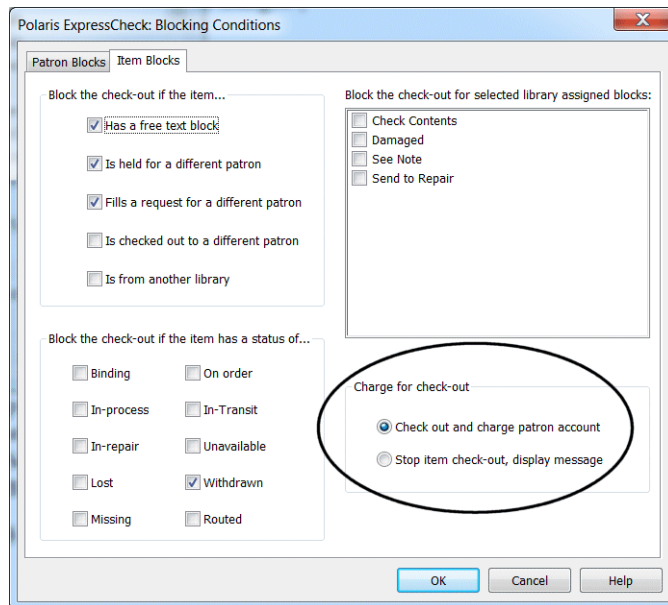 Polaris ExpressCheck: Blocking Conditions
Patron Blocks
Item Blocks
Block the check-out if the item...
Has a free text block
Is held for a different patron
Fills a request for a different patron
Is checked out to a different patron
Is from another library
Block the check-out for selected library assigned blocks:
Check Contents
Damaged
See Note
Send to Repair
Block the check-out if the item has a status of...
Binding
On order
In-process
In-Transit
In-repair
Unavailable
Lost
Withdrawn
Missing
Routed
Charge for check-out
Check out and charge patron account
Stop item check-out, display message
OK
Cancel
Help